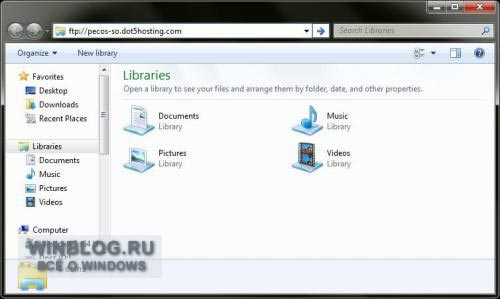 ftp://pecos-so.dot5hosting.com
Search Libraries
Organize
New library
Favorites
Desktop
Downloads
Recent Places
Libraries
Documents
Music
Pictures
Videos
Computer
Libraries
Open a library to see your files and arrange them by folder, date, and other properties.
Documents
Library
Music
Library
Pictures
Library
Videos
Library
WINBLOG.RU
ВСЁ О WINDOWS